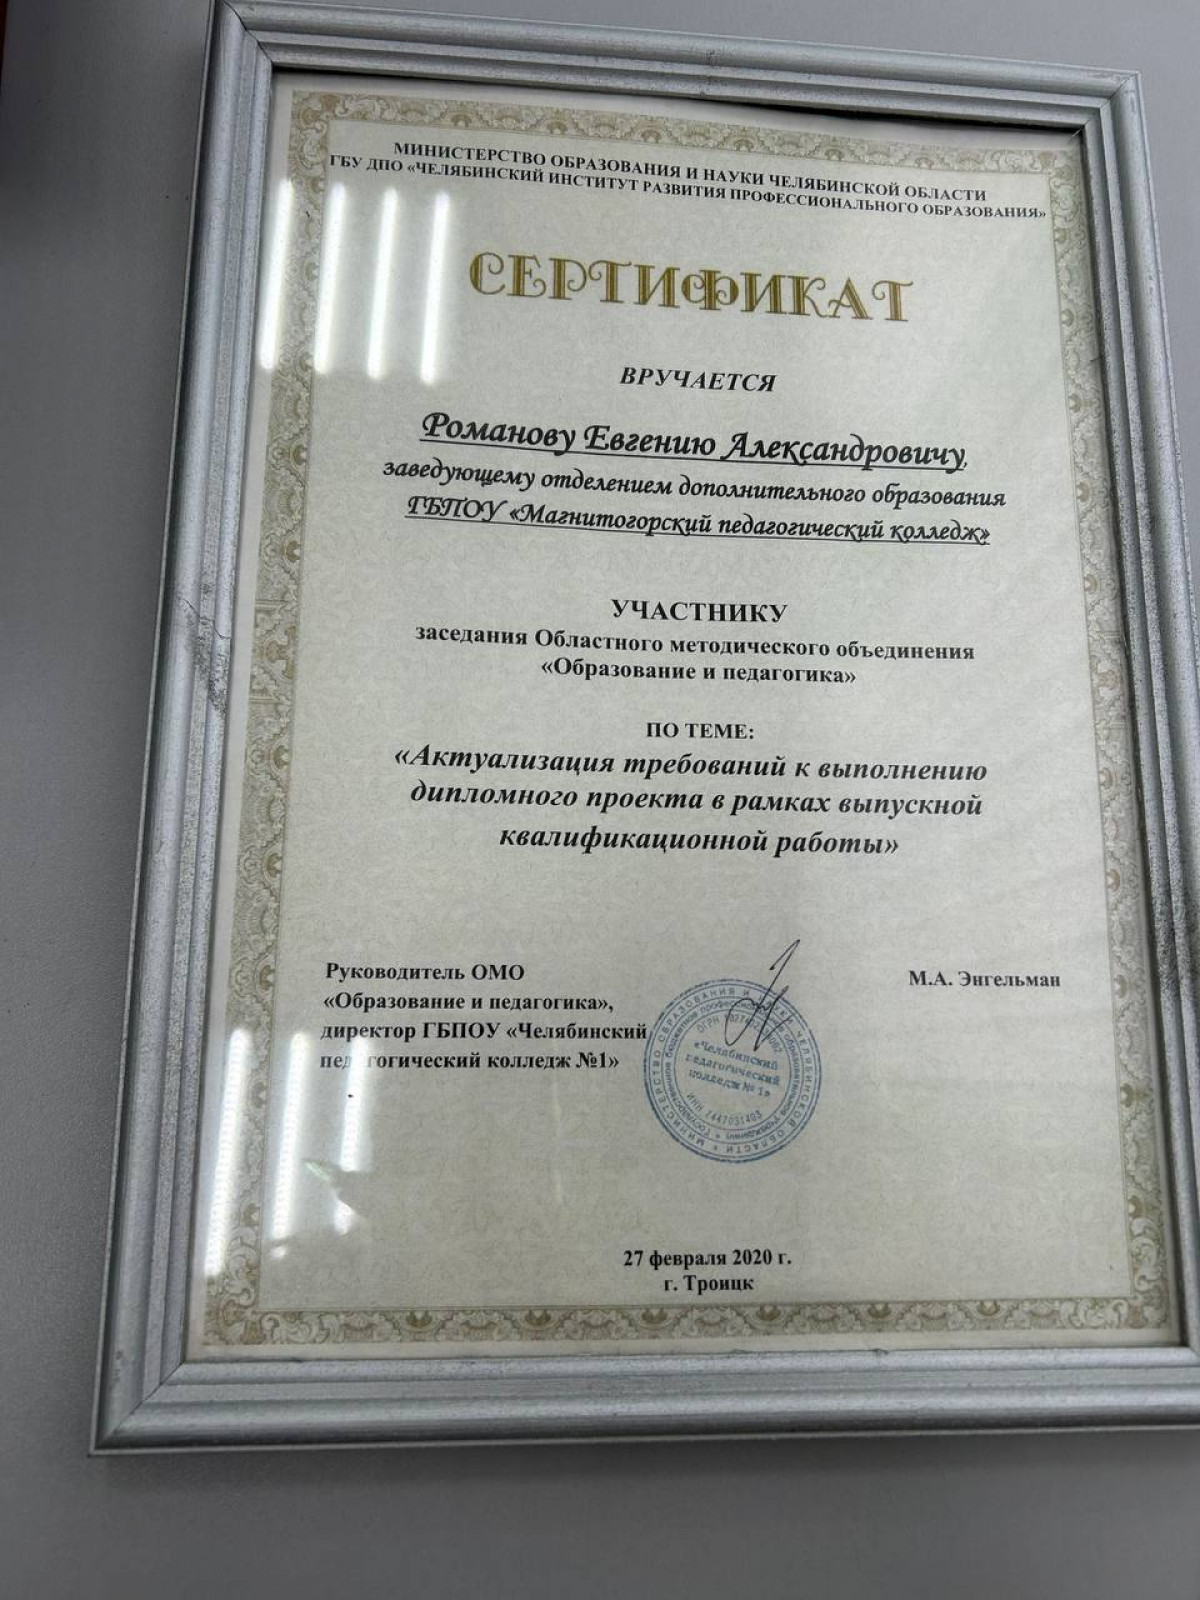 МИНИСТЕРСТВО ОБРАЗОВАНИЯ И НАУКИ ЧЕЛЯБИНСКОЙ ОБЛАСТИ
ГБУ ДПО «ЧЕЛЯБИНСКИЙ ИНСТИТУТ РАЗВИТИЯ ПРОФЕССИОНАЛЬНОГО ОБРАЗОВАНИЯ»
СЕРТИФИКАТ
ВРУЧАЕТСЯ
Романову Евгению Александровичу,
заведующему отделением дополнительного образования
ГБПОУ «Магнитогорский педагогический колледж»
УЧАСТНИКУ
заседания Областного методического объединения
«Образование и педагогика»
ПО ТЕМЕ:
«Актуализация требований к выполнению
дипломного проекта в рамках выпускной
квалификационной работы»
Руководитель ОМО
«Образование и педагогика»,
директор ГБПОУ «Челябинский
педагогический колледж №1»
М.А. Энгельман
«Челябинский
педагогический
колледж № 1»
27 февраля 2020 г.
г. Троицк